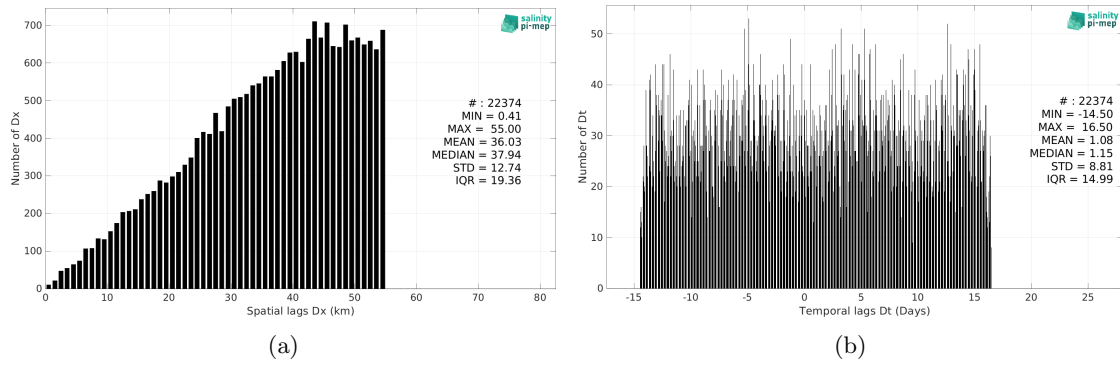 salinity
pi-mep
700
600
500
400
300
200
100
0
Number of Dx
# : 22374
MIN = 0.41
MAX = 55.00
MEAN = 36.03
MEDIAN = 37.94
STD = 12.74
IQR = 19.36
0 10 20 30 40 50 60 70 80
Spatial lags Dx (km)
(a)
salinity
pi-mep
50
40
30
20
10
0
Number of Dt
# : 22374
MIN = -14.50
MAX = 16.50
MEAN = 1.08
MEDIAN = 1.15
STD = 8.81
IQR = 14.99
-15 -10 -5 0 5 10 15 20 25
Temporal lags Dt (Days)
(b)